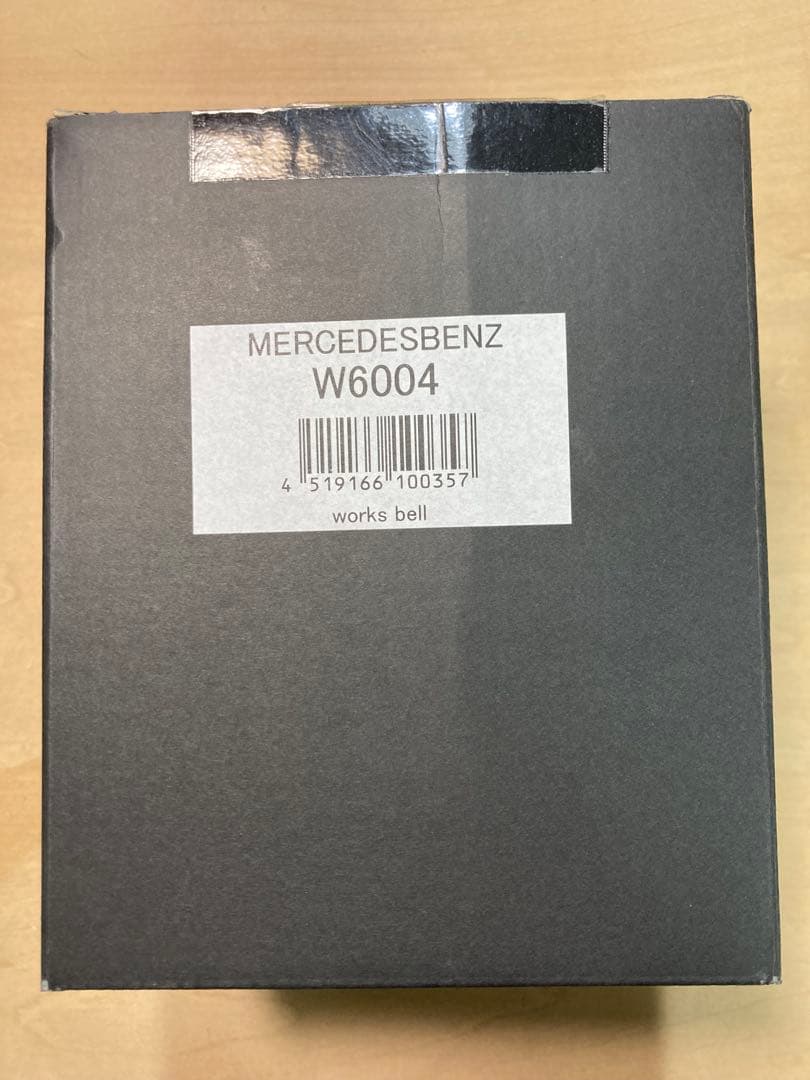 MERCEDESBENZ
W6004
4 519166 100357
works bell